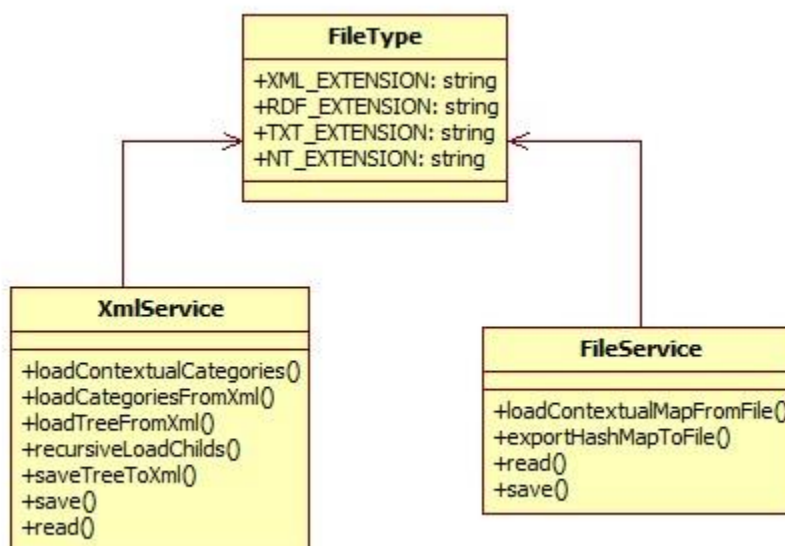 FileType
+XML_EXTENSION: string
+RDF_EXTENSION: string
+TXT_EXTENSION: string
+NT_EXTENSION: string
XmlService
+loadContextualCategories()
+loadCategoriesFromXml()
+loadTreeFromXml()
+recursiveLoadChilds()
+saveTreeToXml()
+save()
+read()
FileService
+loadContextualMapFromFile()
+exportHashMapToFile()
+read()
+save()